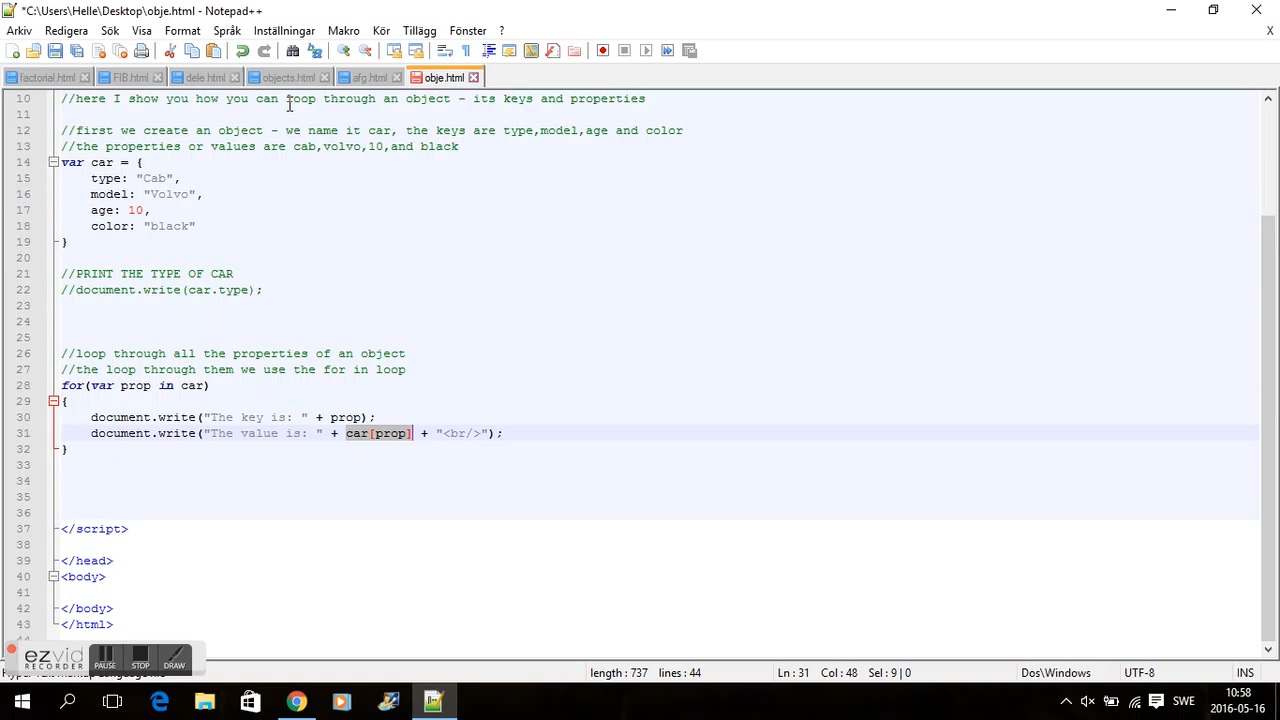 *C:\Users\Helle\Desktop\obje.html - Notepad++
Arkiv Redigera Sök Visa Format Språk Inställningar Makro Kör Tillägg Fönster ? X
factorial.html FIB.html dele.html objects.html afg.html obje.html
10 //here I show you how you can loop through an object - its keys and properties
11
12 //first we create an object - we name it car, the keys are type,model,age and color
13 //the properties or values are cab,volvo,10,and black
14 var car = {
15 type: "Cab",
16 model: "Volvo",
17 age: 10,
18 color: "black"
19 }
20
21 //PRINT THE TYPE OF CAR
22 //document.write(car.type);
23
24
25
26 //loop through all the properties of an object
27 //the loop through them we use the for in loop
28 for(var prop in car)
29 {
30 document.write("The key is: " + prop);
31 document.write("The value is: " + car[prop] + "<br/>");
32 }
33
34
35
36
37 </script>
38
39 </head>
40 <body>
41
42 </body>
43 </html>
44
ezvid RECORDER PAUSE STOP DRAW
length : 737 lines : 44 Ln : 31 Col : 48 Sel : 9 | 0 Dos\Windows UTF-8 INS
SWE 10:58
2016-05-16